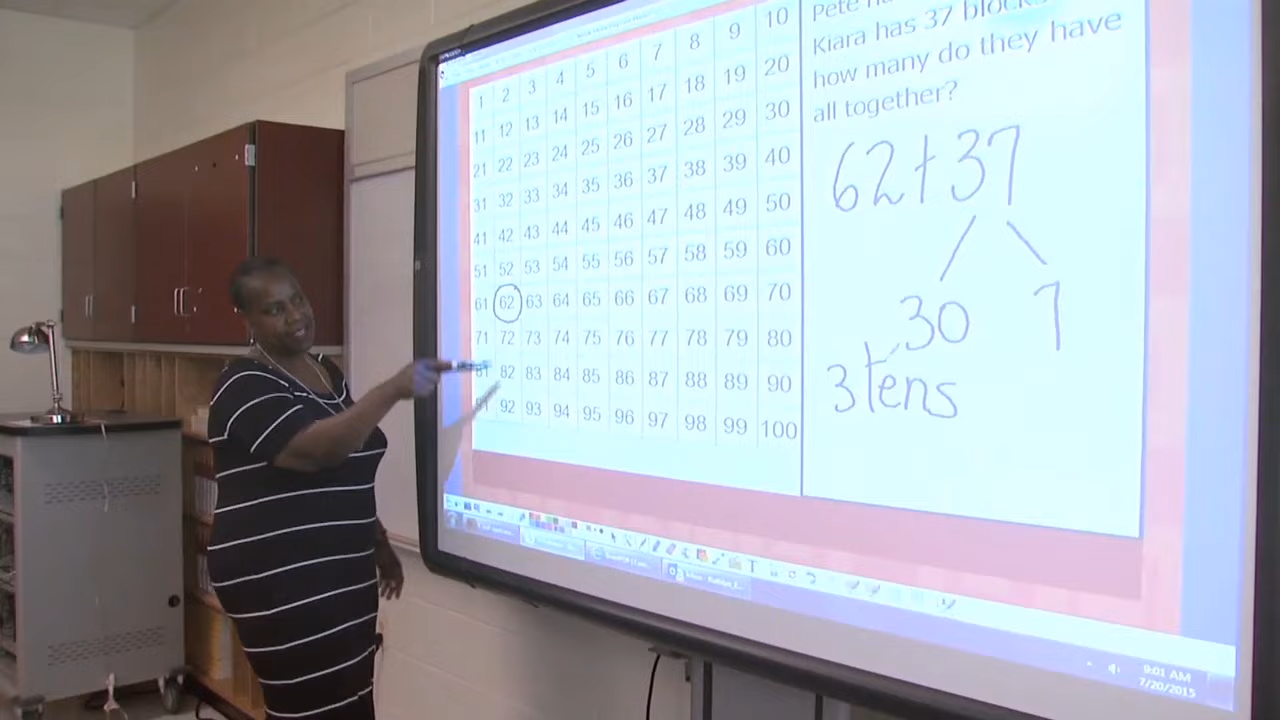 1 2 3 4 5 6 7 8 9 10
11 12 13 14 15 16 17 18 19 20
21 22 23 24 25 26 27 28 29 30
31 32 33 34 35 36 37 38 39 40
41 42 43 44 45 46 47 48 49 50
51 52 53 54 55 56 57 58 59 60
61 62 63 64 65 66 67 68 69 70
71 72 73 74 75 76 77 78 79 80
81 82 83 84 85 86 87 88 89 90
91 92 93 94 95 96 97 98 99 100
Pete
Kiara has 37 blocks
how many do they have
all together?
62+37
30 7
3 tens
9:01 AM
7/20/2015